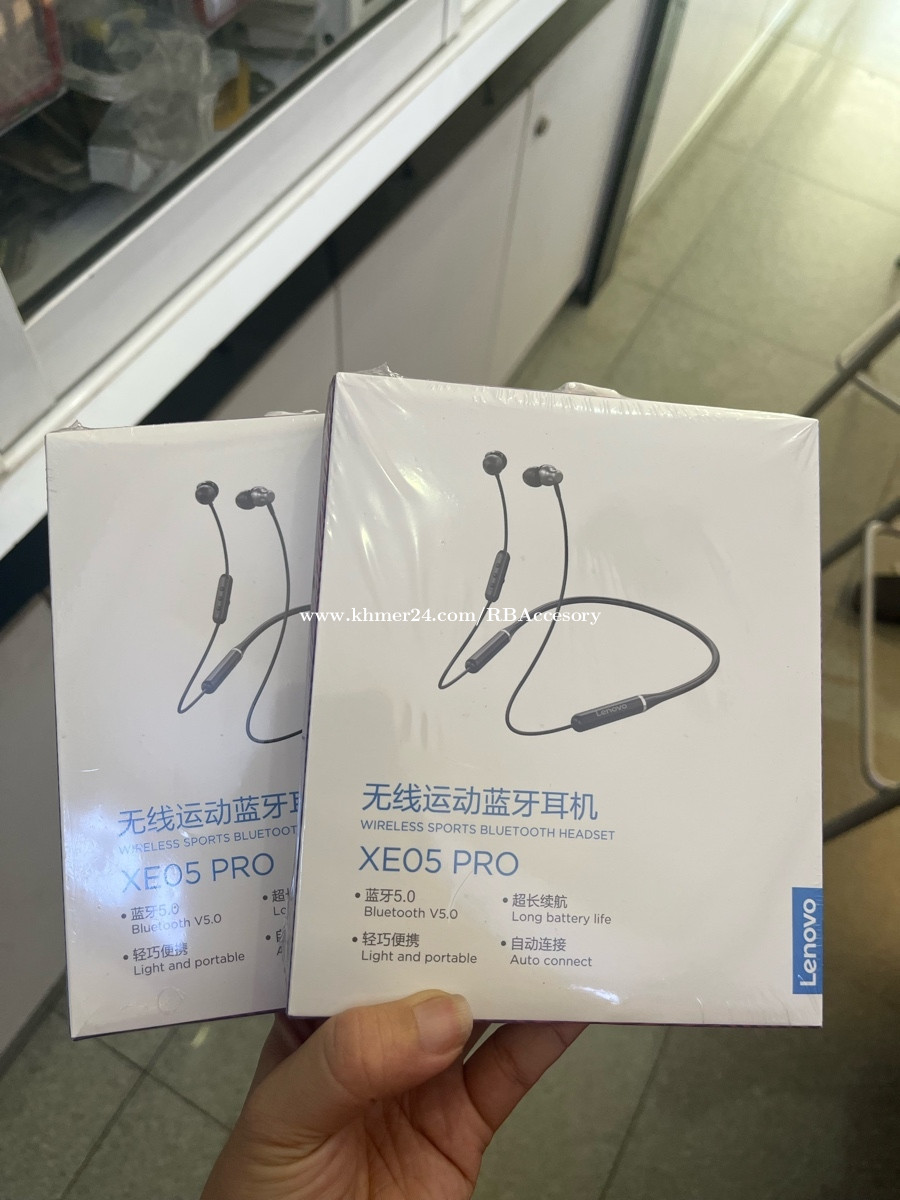 www.khmer24.com/RBAccesory
Lenovo
无线运动蓝牙耳机
WIRELESS SPORTS BLUETOOTH HEADSET
XE05 PRO
• 蓝牙5.0
Bluetooth V5.0
• 超长续航
Long battery life
• 轻巧便携
Light and portable
• 自动连接
Auto connect
Lenovo
无线运动蓝牙
WIRELESS SPORTS BLUETOOT
XE05 PRO
• 蓝牙5.0
Bluetooth V5.0
• 超
• 轻巧便携
Light and portable